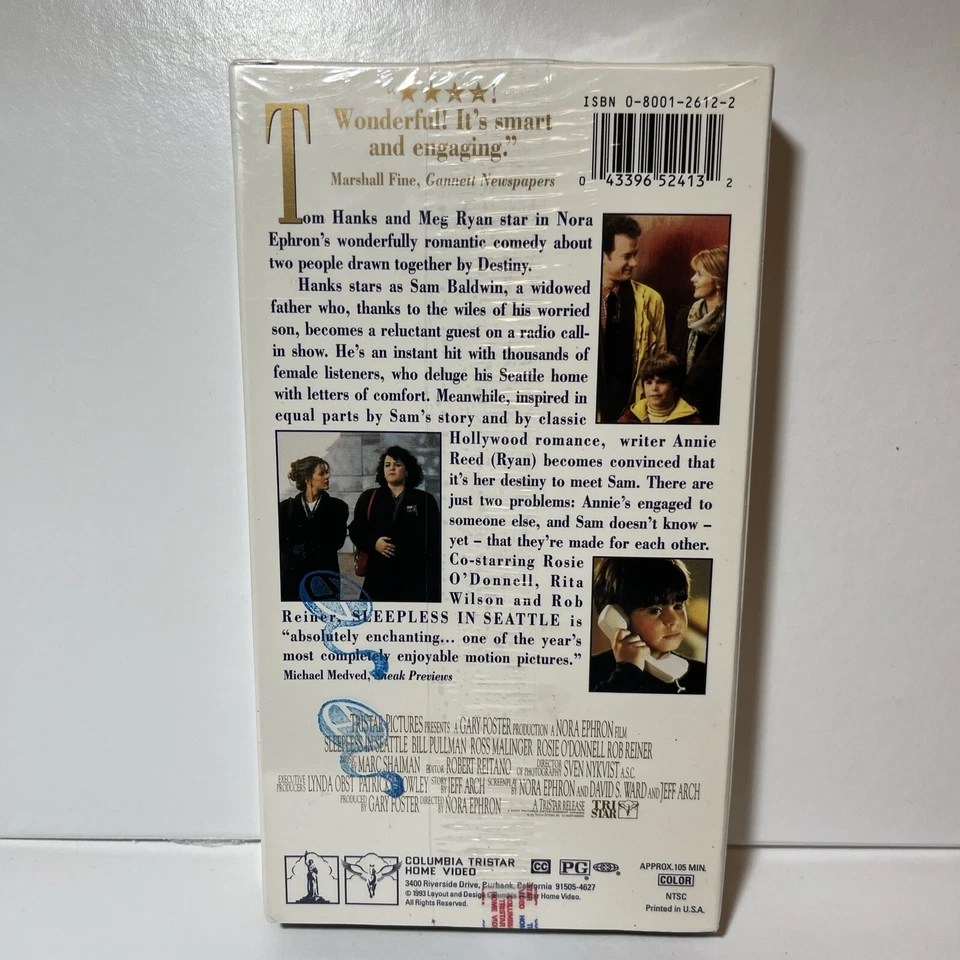 "★★★★!
Wonderful! It's smart
and engaging."
Marshall Fine, Gannett Newspapers
ISBN 0-8001-2612-2
0 43396 52413 2
Tom Hanks and Meg Ryan star in Nora
Ephron's wonderfully romantic comedy about
two people drawn together by Destiny.
Hanks stars as Sam Baldwin, a widowed
father who, thanks to the wiles of his worried
son, becomes a reluctant guest on a radio call-
in show. He's an instant hit with thousands of
female listeners, who deluge his Seattle home
with letters of comfort. Meanwhile, inspired in
equal parts by Sam's story and by classic
Hollywood romance, writer Annie
Reed (Ryan) becomes convinced that
it's her destiny to meet Sam. There are
just two problems: Annie's engaged to
someone else, and Sam doesn't know –
yet – that they're made for each other.
Co-starring Rosie
O'Donnell, Rita
Wilson and Rob
Reiner, SLEEPLESS IN SEATTLE is
"absolutely enchanting... one of the year's
most completely enjoyable motion pictures."
Michael Medved, Sneak Previews
TRISTAR PICTURES PRESENTS A GARY FOSTER PRODUCTION A NORA EPHRON FILM
SLEEPLESS IN SEATTLE BILL PULLMAN ROSS MALINGER ROSIE O'DONNELL ROB REINER
BY MARC SHAIMAN EDITOR ROBERT REITANO DIRECTOR OF PHOTOGRAPHY SVEN NYKVIST A.S.C.
EXECUTIVE PRODUCERS LYNDA OBST PATRICK CROWLEY STORY BY JEFF ARCH SCREENPLAY BY NORA EPHRON AND DAVID S. WARD AND JEFF ARCH
PRODUCED BY GARY FOSTER DIRECTED BY NORA EPHRON A TRISTAR RELEASE TRI STAR
COLUMBIA TRISTAR
HOME VIDEO
CC PG
3400 Riverside Drive, Burbank, California 91505-4627
© 1993 Layout and Design Columbia TriStar Home Video.
All Rights Reserved.
APPROX. 105 MIN.
COLOR
NTSC
Printed in U.S.A.